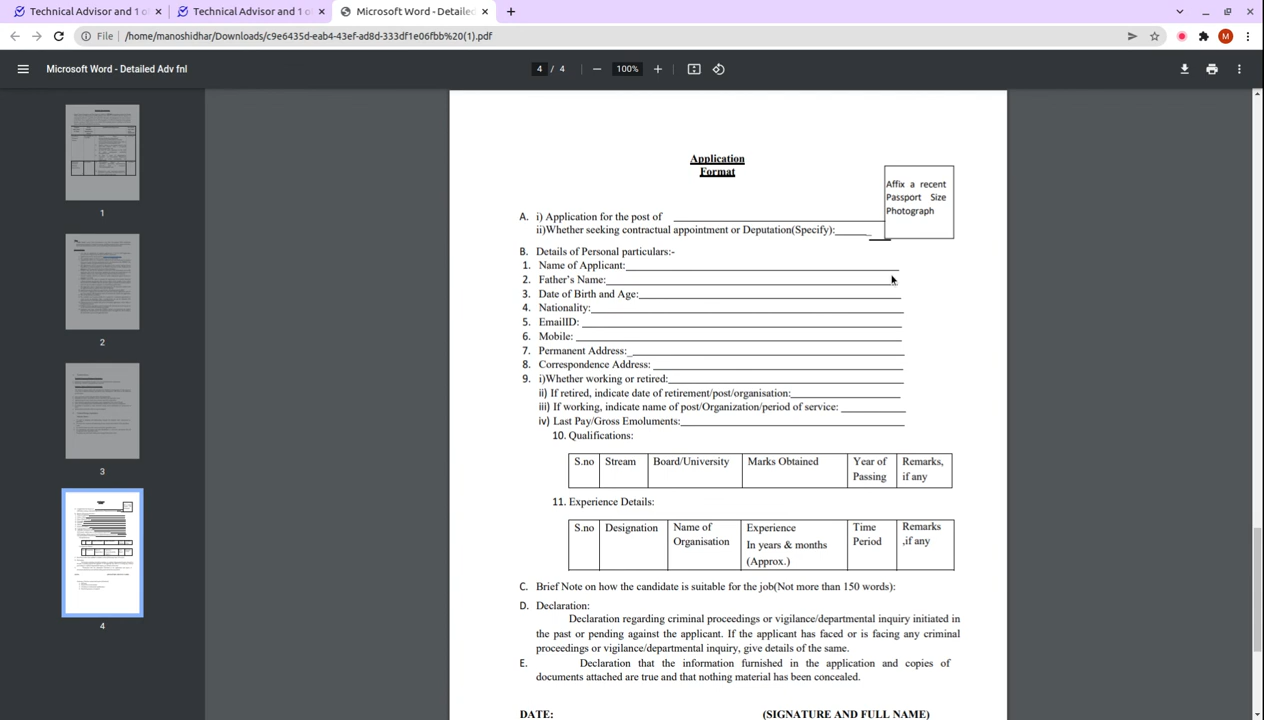 Technical Advisor and 1 o
Technical Advisor and 1 o
Microsoft Word - Detailed
File
/home/manoshidhar/Downloads/c9e6435d-eab4-43ef-ad8d-333df1e06fbb%20(1).pdf
M
Microsoft Word - Detailed Adv fnl
4 / 4
100%
1
2
3
4
Application
Format
Affix a recent
Passport Size
Photograph
A. i) Application for the post of
ii)Whether seeking contractual appointment or Deputation(Specify):
B. Details of Personal particulars:-
1. Name of Applicant:
2. Father's Name:
3. Date of Birth and Age:
4. Nationality:
5. EmailID:
6. Mobile:
7. Permanent Address:
8. Correspondence Address:
9. i)Whether working or retired:
ii) If retired, indicate date of retirement/post/organisation:
iii) If working, indicate name of post/Organization/period of service:
iv) Last Pay/Gross Emoluments:
10. Qualifications:
S.no Stream Board/University Marks Obtained Year of Passing Remarks, if any
11. Experience Details:
S.no Designation Name of Organisation Experience In years & months (Approx.) Time Period Remarks ,if any
C. Brief Note on how the candidate is suitable for the job(Not more than 150 words):
D. Declaration:
Declaration regarding criminal proceedings or vigilance/departmental inquiry initiated in
the past or pending against the applicant. If the applicant has faced or is facing any criminal
proceedings or vigilance/departmental inquiry, give details of the same.
E. Declaration that the information furnished in the application and copies of
documents attached are true and that nothing material has been concealed.
DATE: (SIGNATURE AND FULL NAME)